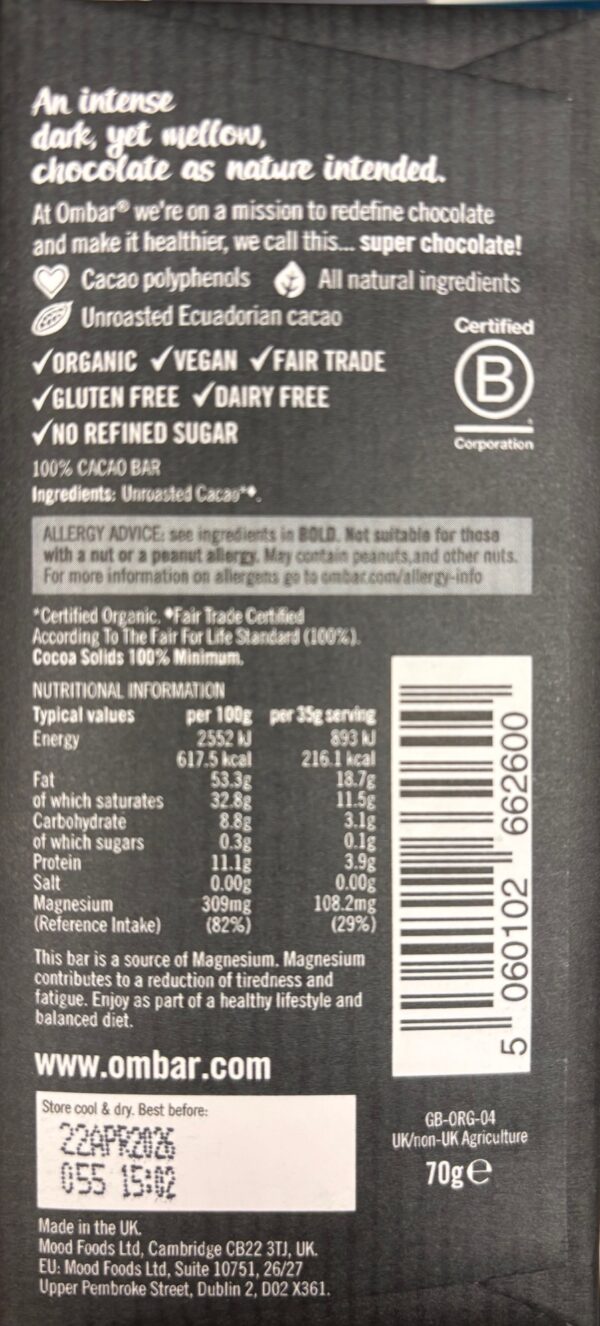 An intense
dark, yet mellow,
chocolate as nature intended.
At Ombar® we're on a mission to redefine chocolate
and make it healthier, we call this... super chocolate!
Cacao polyphenols All natural ingredients
Unroasted Ecuadorian cacao
✓ORGANIC ✓VEGAN ✓FAIR TRADE
✓GLUTEN FREE ✓DAIRY FREE
✓NO REFINED SUGAR
Certified
B
Corporation
100% CACAO BAR
Ingredients: Unroasted Cacao*◆.
ALLERGY ADVICE: see ingredients in BOLD. Not suitable for those
with a nut or a peanut allergy. May contain peanuts,and other nuts.
For more information on allergens go to ombar.com/allergy-info
*Certified Organic. ◆Fair Trade Certified
According To The Fair For Life Standard (100%).
Cocoa Solids 100% Minimum.
NUTRITIONAL INFORMATION
Typical values per 100g per 35g serving
Energy 2552 kJ 893 kJ
617.5 kcal 216.1 kcal
Fat 53.3g 18.7g
of which saturates 32.8g 11.5g
Carbohydrate 8.8g 3.1g
of which sugars 0.3g 0.1g
Protein 11.1g 3.9g
Salt 0.00g 0.00g
Magnesium 309mg 108.2mg
(Reference Intake) (82%) (29%)
This bar is a source of Magnesium. Magnesium
contributes to a reduction of tiredness and
fatigue. Enjoy as part of a healthy lifestyle and
balanced diet.
www.ombar.com
5 060102 662600
Store cool & dry. Best before:
22APR2026
055 15:02
GB-ORG-04
UK/non-UK Agriculture
70g℮
Made in the UK.
Mood Foods Ltd, Cambridge CB22 3TJ, UK.
EU: Mood Foods Ltd, Suite 10751, 26/27
Upper Pembroke Street, Dublin 2, D02 X361.